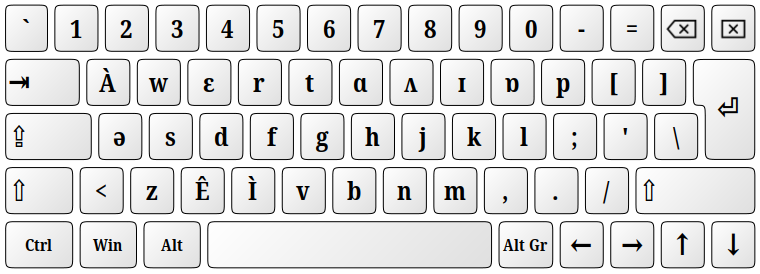 ` 1 2 3 4 5 6 7 8 9 0 - = ⌫ ⌧
⇥ À w ɛ r t ɑ ʌ ɪ ɒ p [ ]
⇪ ə s d f g h j k l ; ' \ ⏎
⇧ < z Ê Ì v b n m , . / ⇧
Ctrl Win Alt Alt Gr ← → ↑ ↓